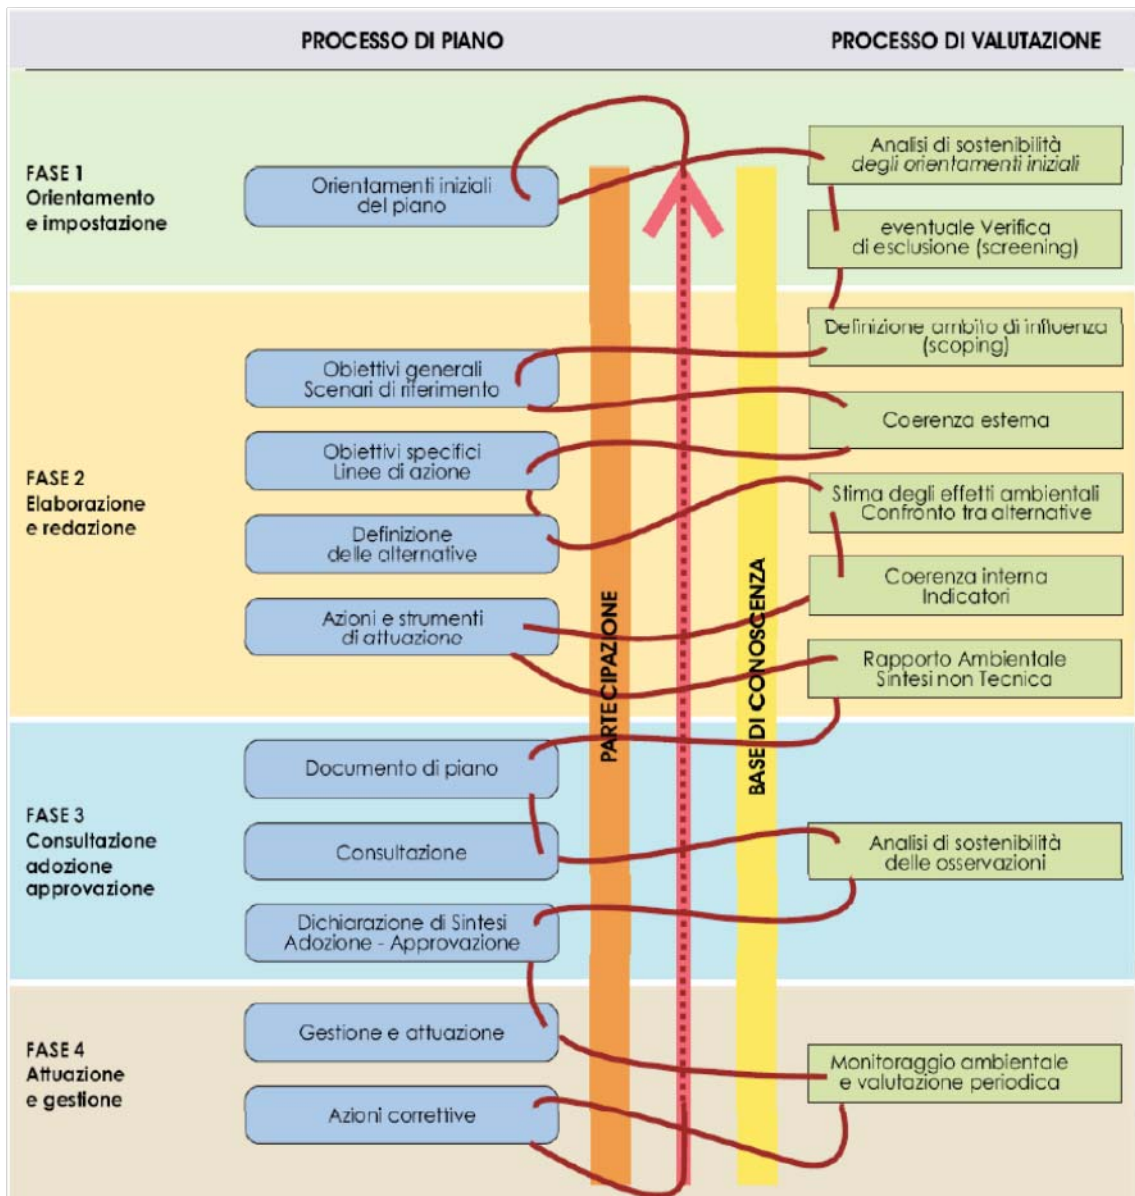 PROCESSO DI PIANO
PROCESSO DI VALUTAZIONE
FASE 1
Orientamento
e impostazione
Orientamenti iniziali
del piano
Analisi di sostenibilità
degli orientamenti iniziali
eventuale Verifica
di esclusione (screening)
FASE 2
Elaborazione
e redazione
Obiettivi generali
Scenari di riferimento
Obiettivi specifici
Linee di azione
Definizione
delle alternative
Azioni e strumenti
di attuazione
Definizione ambito di influenza
(scoping)
Coerenza esterna
Stima degli effetti ambientali
Confronto tra alternative
Coerenza interna
Indicatori
Rapporto Ambientale
Sintesi non Tecnica
PARTECIPAZIONE
BASE DI CONOSCENZA
FASE 3
Consultazione
adozione
approvazione
Documento di piano
Consultazione
Dichiarazione di Sintesi
Adozione - Approvazione
Analisi di sostenibilità
delle osservazioni
FASE 4
Attuazione
e gestione
Gestione e attuazione
Azioni correttive
Monitoraggio ambientale
e valutazione periodica